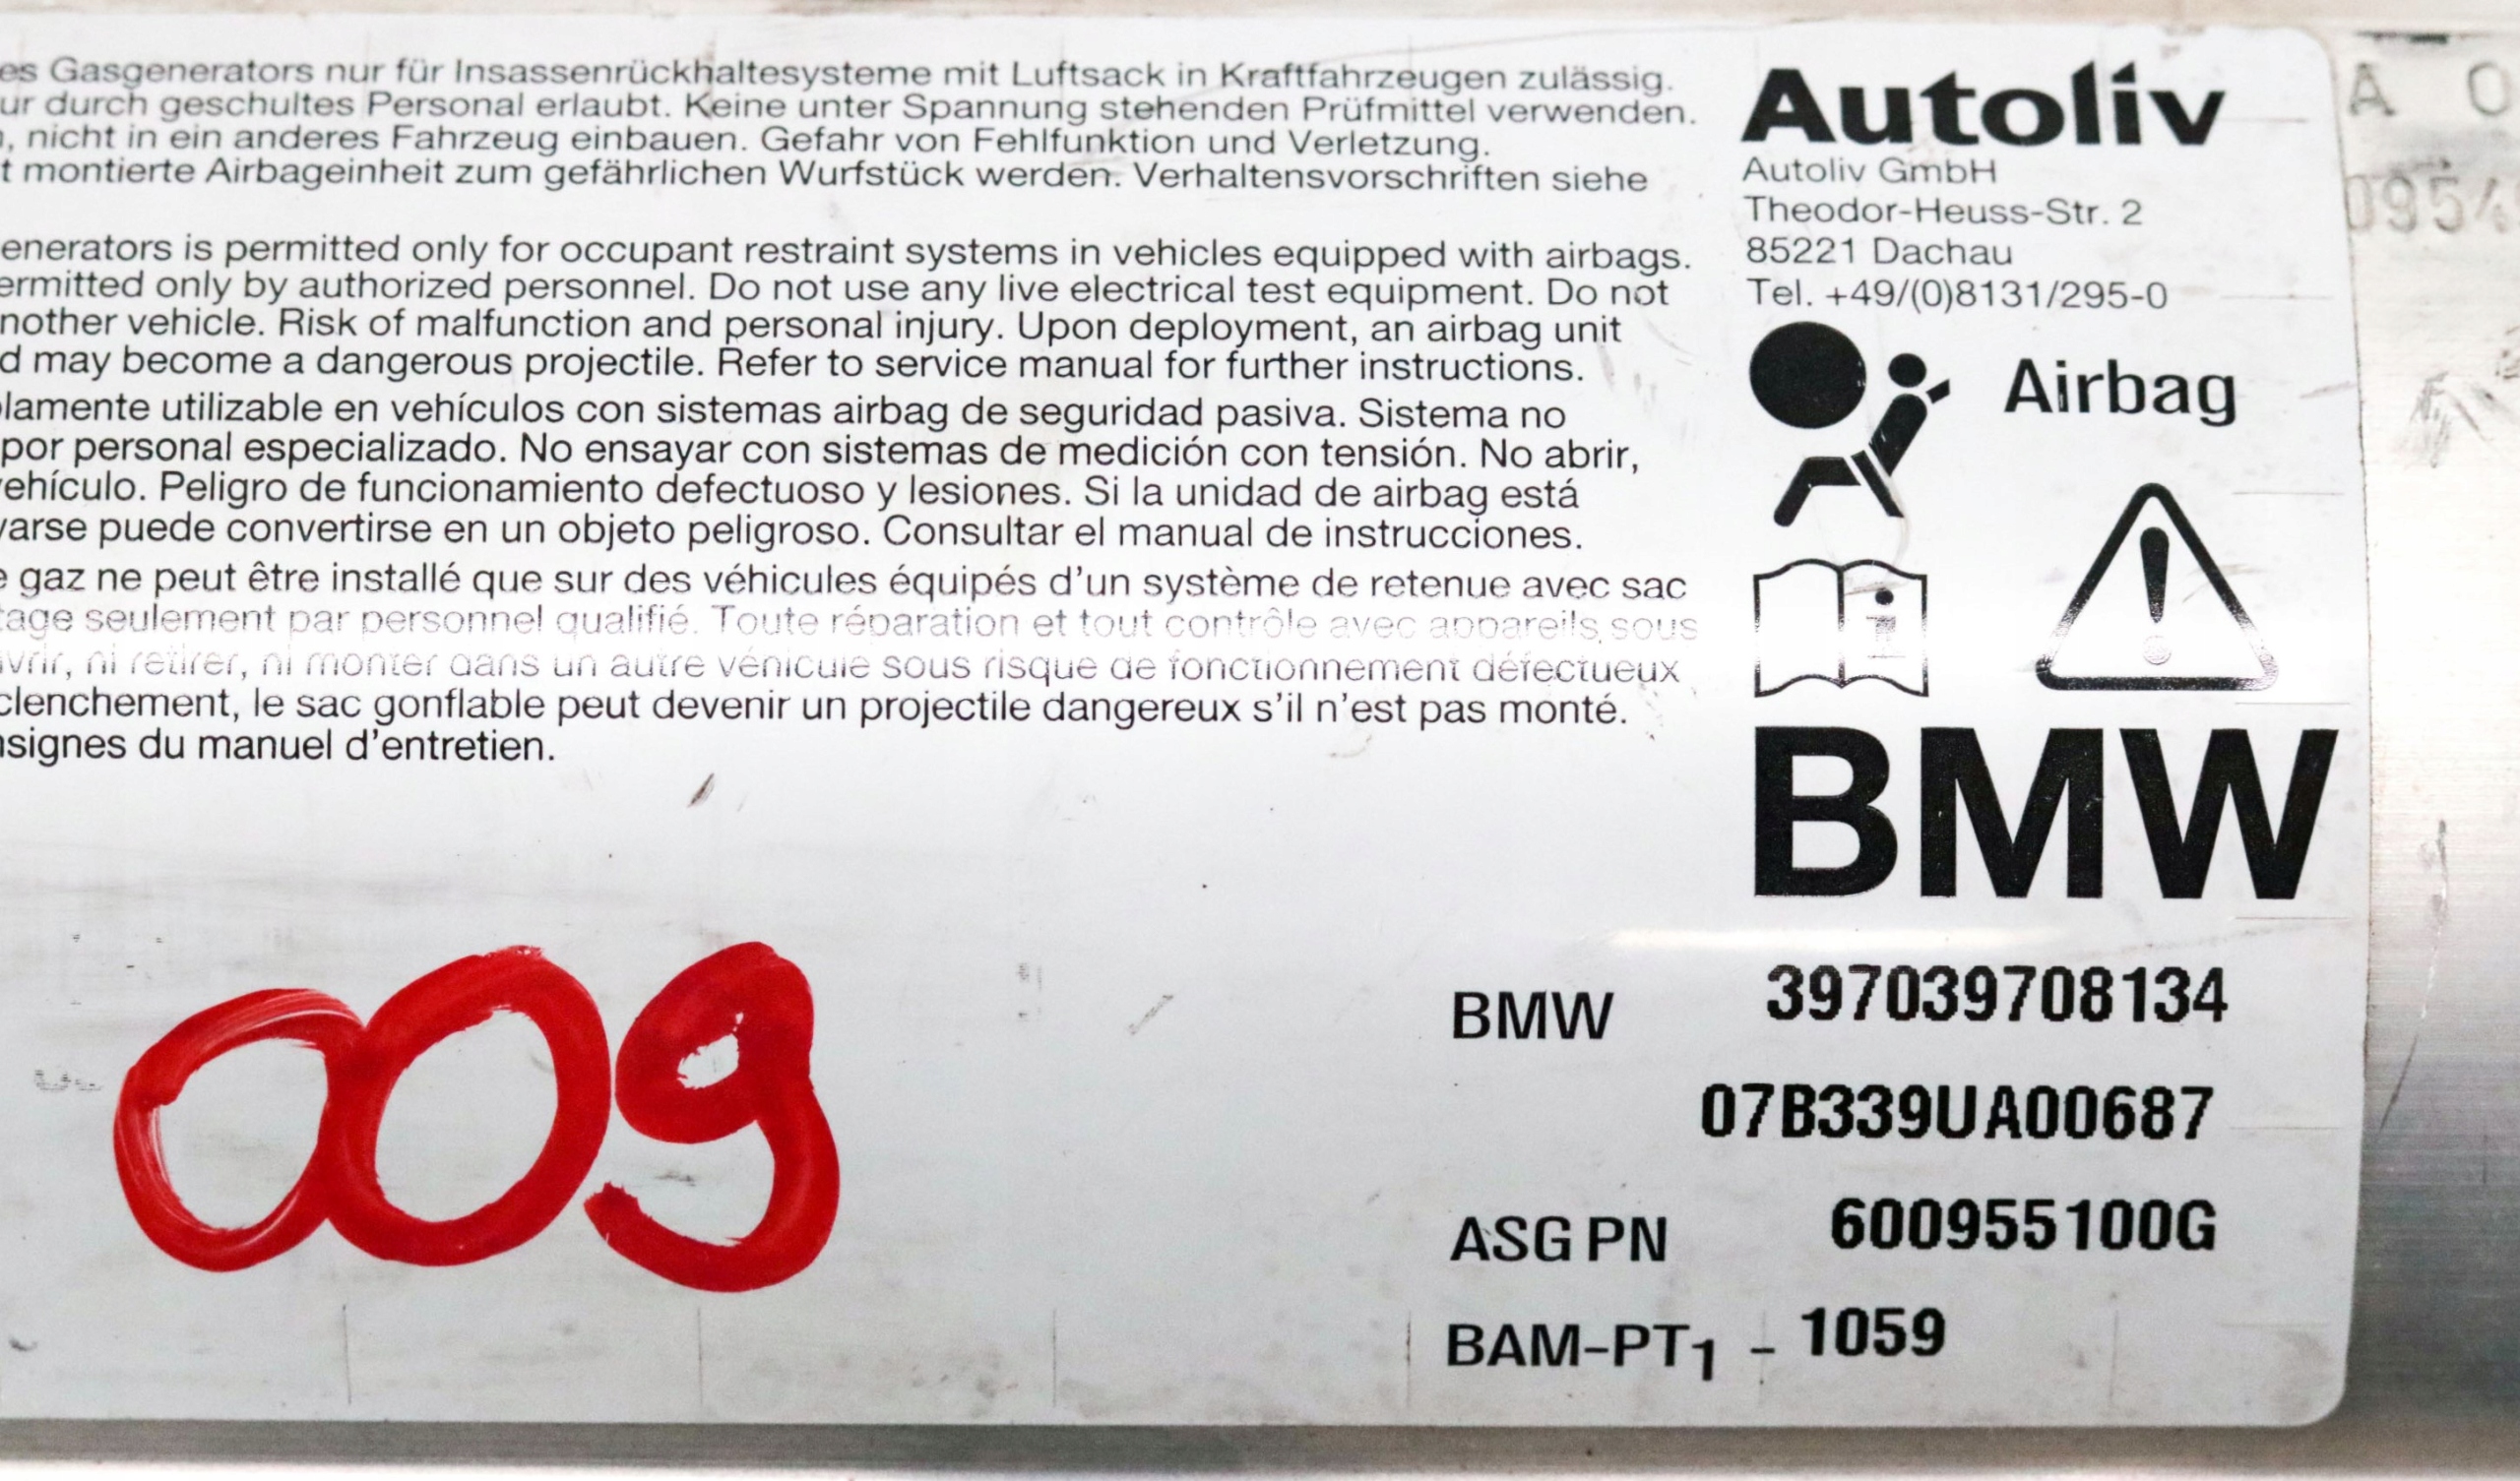 es Gasgenerators nur für Insassenrückhaltesysteme mit Luftsack in Kraftfahrzeugen zulässig.
ur durch geschultes Personal erlaubt. Keine unter Spannung stehenden Prüfmittel verwenden.
, nicht in ein anderes Fahrzeug einbauen. Gefahr von Fehlfunktion und Verletzung.
t montierte Airbageinheit zum gefährlichen Wurfstück werden. Verhaltensvorschriften siehe
enerators is permitted only for occupant restraint systems in vehicles equipped with airbags.
ermitted only by authorized personnel. Do not use any live electrical test equipment. Do not
nother vehicle. Risk of malfunction and personal injury. Upon deployment, an airbag unit
d may become a dangerous projectile. Refer to service manual for further instructions.
lamente utilizable en vehículos con sistemas airbag de seguridad pasiva. Sistema no
por personal especializado. No ensayar con sistemas de medición con tensión. No abrir,
ehículo. Peligro de funcionamiento defectuoso y lesiones. Si la unidad de airbag está
varse puede convertirse en un objeto peligroso. Consultar el manual de instrucciones.
e gaz ne peut être installé que sur des véhicules équipés d'un système de retenue avec sac
tage seulement par personnel qualifié. Toute réparation et tout contrôle avec appareils sous
vrir, ni retirer, ni monter dans un autre véhicule sous risque de fonctionnement défectueux
clenchement, le sac gonflable peut devenir un projectile dangereux s'il n'est pas monté.
nsignes du manuel d'entretien.
Autoliv
Autoliv GmbH
Theodor-Heuss-Str. 2
85221 Dachau
Tel. +49/(0)8131/295-0
Airbag
BMW
BMW 397039708134
07B339UA00687
ASG PN 600955100G
BAM-PT1 - 1059
009
A 0
0954